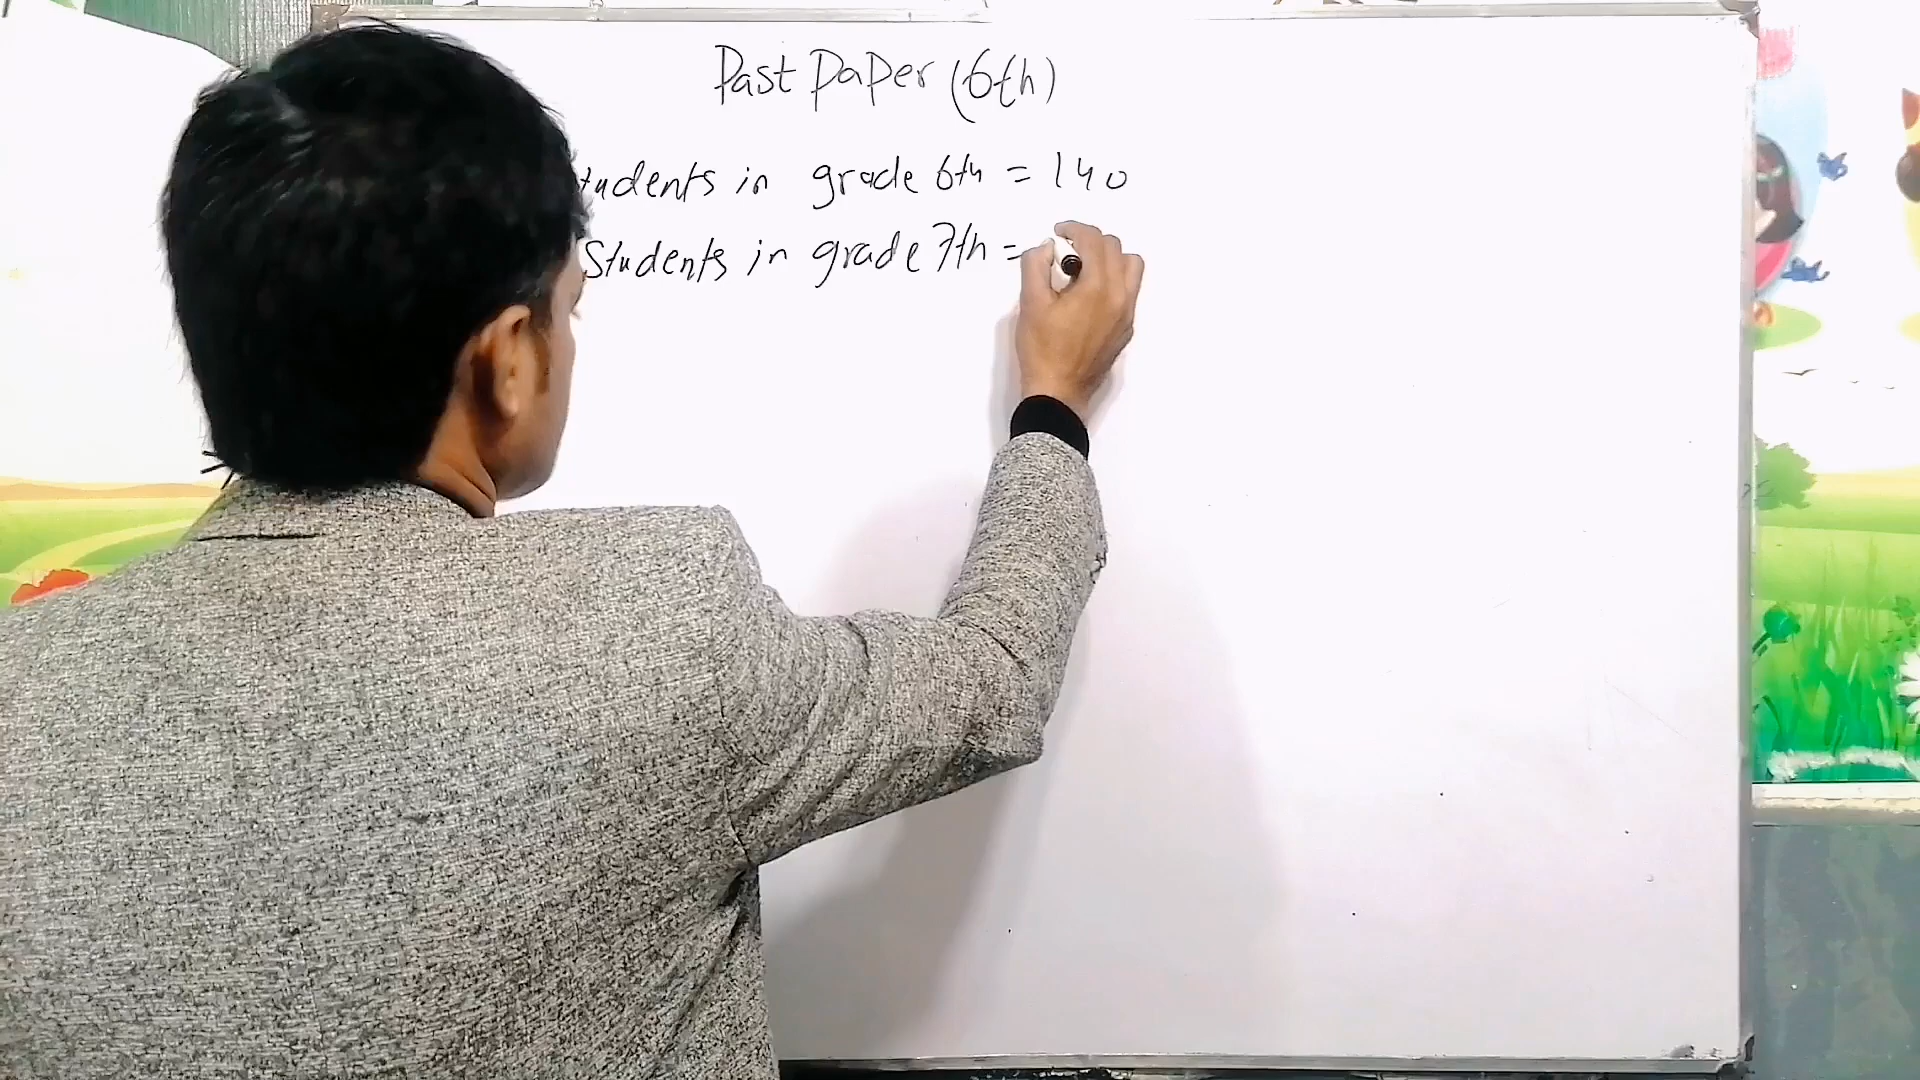 Past Paper (6th)
tudents in grade 6th = 140
Students in grade 7th =